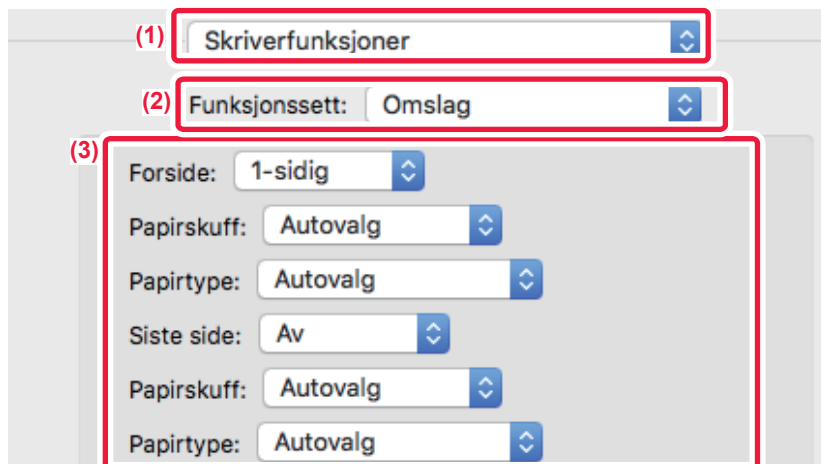 (1) Skriverfunksjoner
(2) Funksjonssett: Omslag
(3)
Forside: 1-sidig
Papirskuff: Autovalg
Papirtype: Autovalg
Siste side: Av
Papirskuff: Autovalg
Papirtype: Autovalg